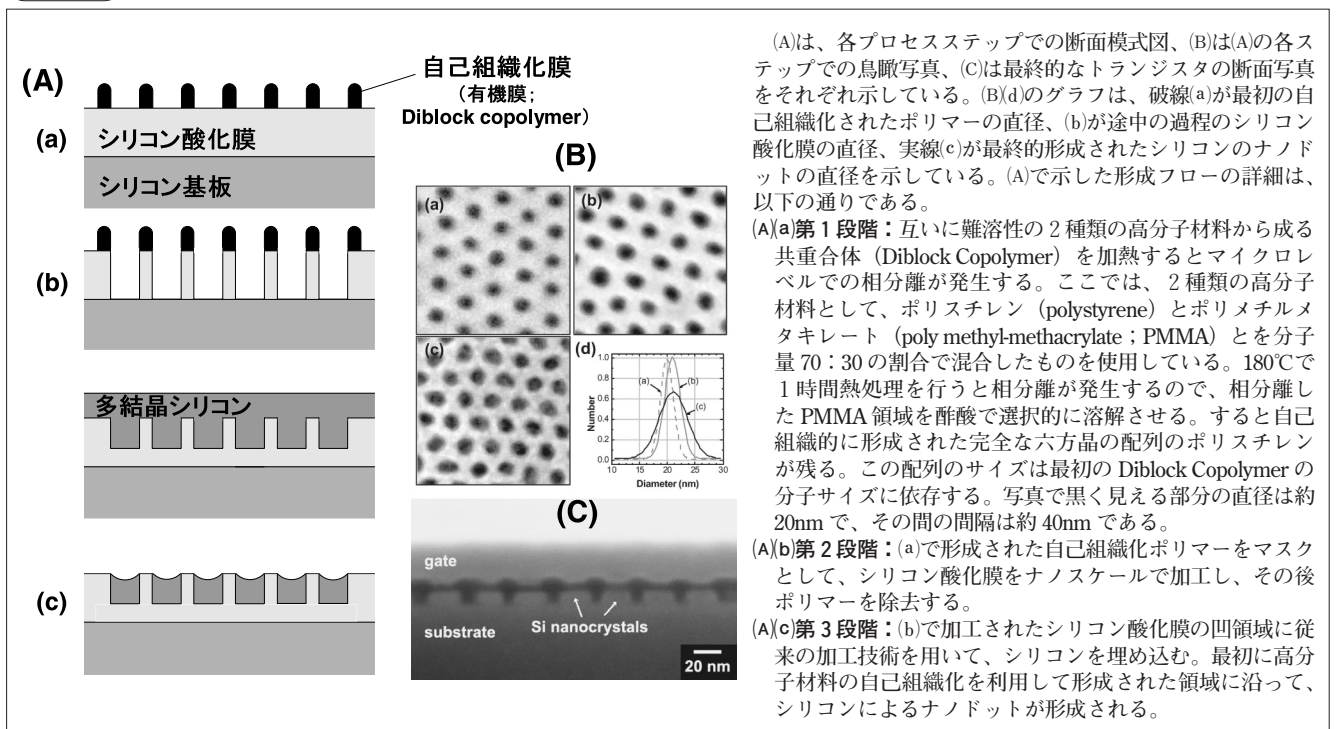 (A)
自己組織化膜
（有機膜；
Diblock copolymer）
(a)
シリコン酸化膜
シリコン基板
(b)
多結晶シリコン
(c)
(B)
(a)
(b)
(c)
(d)
1.0
0.8
0.6
0.4
0.2
0.0
Number
(a)
(b)
(c)
10
15
20
25
30
Diameter (nm)
(C)
gate
Si nanocrystals
substrate
20 nm
(A)は、各プロセスステップでの断面模式図、(B)は(A)の各ス
テップでの鳥瞰写真、(C)は最終的なトランジスタの断面写真
をそれぞれ示している。(B)(d)のグラフは、破線(a)が最初の自
己組織化されたポリマーの直径、(b)が途中の過程のシリコン
酸化膜の直径、実線(c)が最終的形成されたシリコンのナノド
ットの直径を示している。(A)で示した形成フローの詳細は、
以下の通りである。
(A)(a)第1段階：互いに難溶性の2種類の高分子材料から成る
共重合体（Diblock Copolymer）を加熱するとマイクロレ
ベルでの相分離が発生する。ここでは、2種類の高分子
材料として、ポリスチレン（polystyrene）とポリメチルメ
タキレート（poly methyl-methacrylate；PMMA）とを分子
量70：30の割合で混合したものを使用している。180℃で
1時間熱処理を行うと相分離が発生するので、相分離し
たPMMA領域を酢酸で選択的に溶解させる。すると自己
組織的に形成された完全な六方晶の配列のポリスチレン
が残る。この配列のサイズは最初のDiblock Copolymerの
分子サイズに依存する。写真で黒く見える部分の直径は約
20nmで、その間の間隔は約40nmである。
(A)(b)第2段階：(a)で形成された自己組織化ポリマーをマスク
として、シリコン酸化膜をナノスケールで加工し、その後
ポリマーを除去する。
(A)(c)第3段階：(b)で加工されたシリコン酸化膜の凹領域に従
来の加工技術を用いて、シリコンを埋め込む。最初に高分
子材料の自己組織化を利用して形成された領域に沿って、
シリコンによるナノドットが形成される。